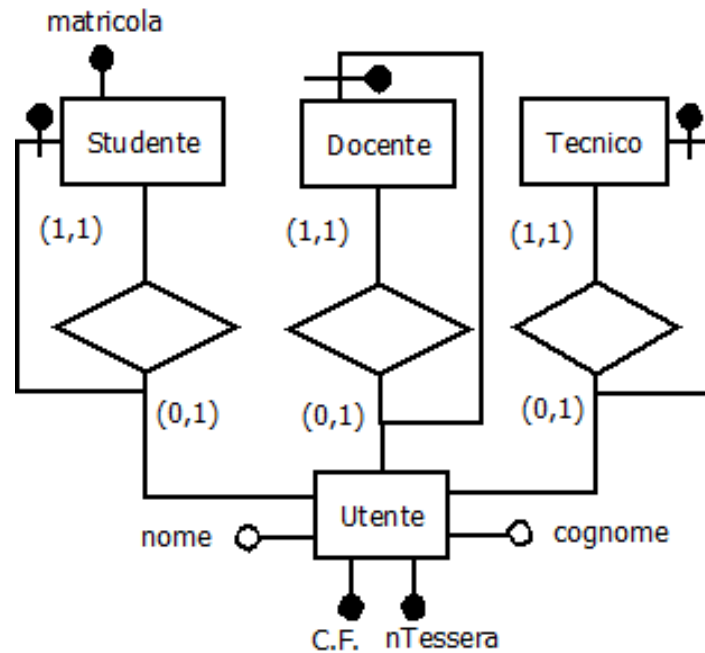 matricola
Studente
Docente
Tecnico
(1,1)
(1,1)
(1,1)
(0,1)
(0,1)
(0,1)
Utente
nome
cognome
C.F.
nTessera